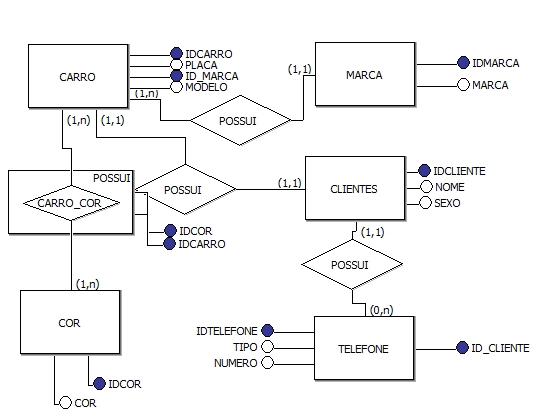 CARRO
IDCARRO
PLACA
ID_MARCA
MODELO
(1,n)
(1,1)
MARCA
IDMARCA
MARCA
POSSUI
(1,n)
(1,1)
POSSUI
CARRO_COR
POSSUI
(1,1)
CLIENTES
IDCLIENTE
NOME
SEXO
IDCOR
IDCARRO
(1,1)
POSSUI
(1,n)
(0,n)
COR
IDCOR
COR
IDTELEFONE
TIPO
NUMERO
TELEFONE
ID_CLIENTE